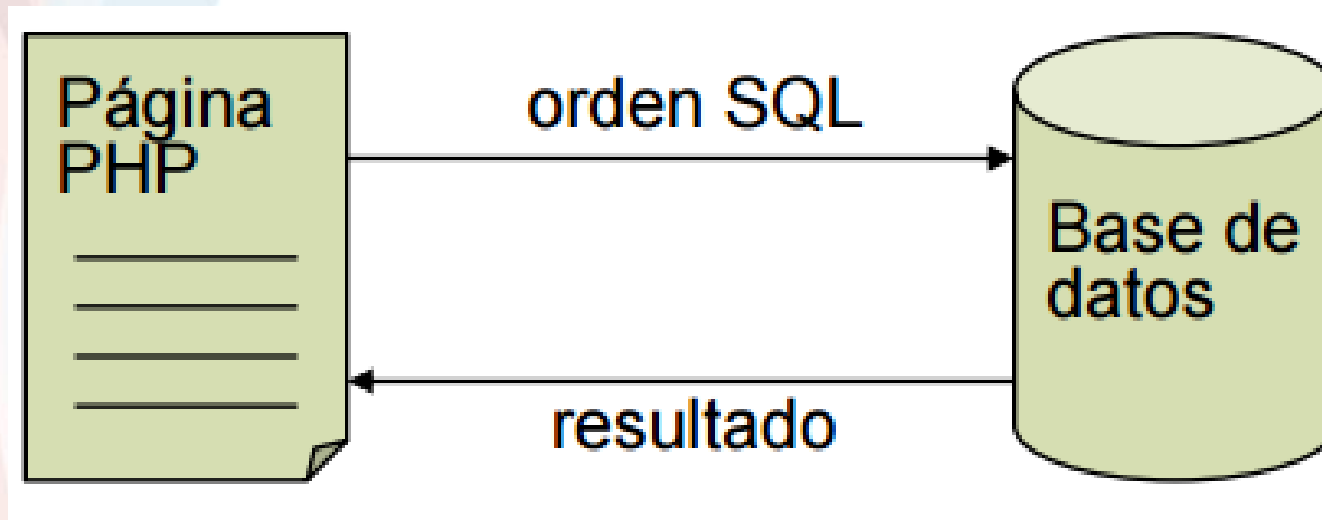 Página
PHP
orden SQL
Base de
datos
resultado